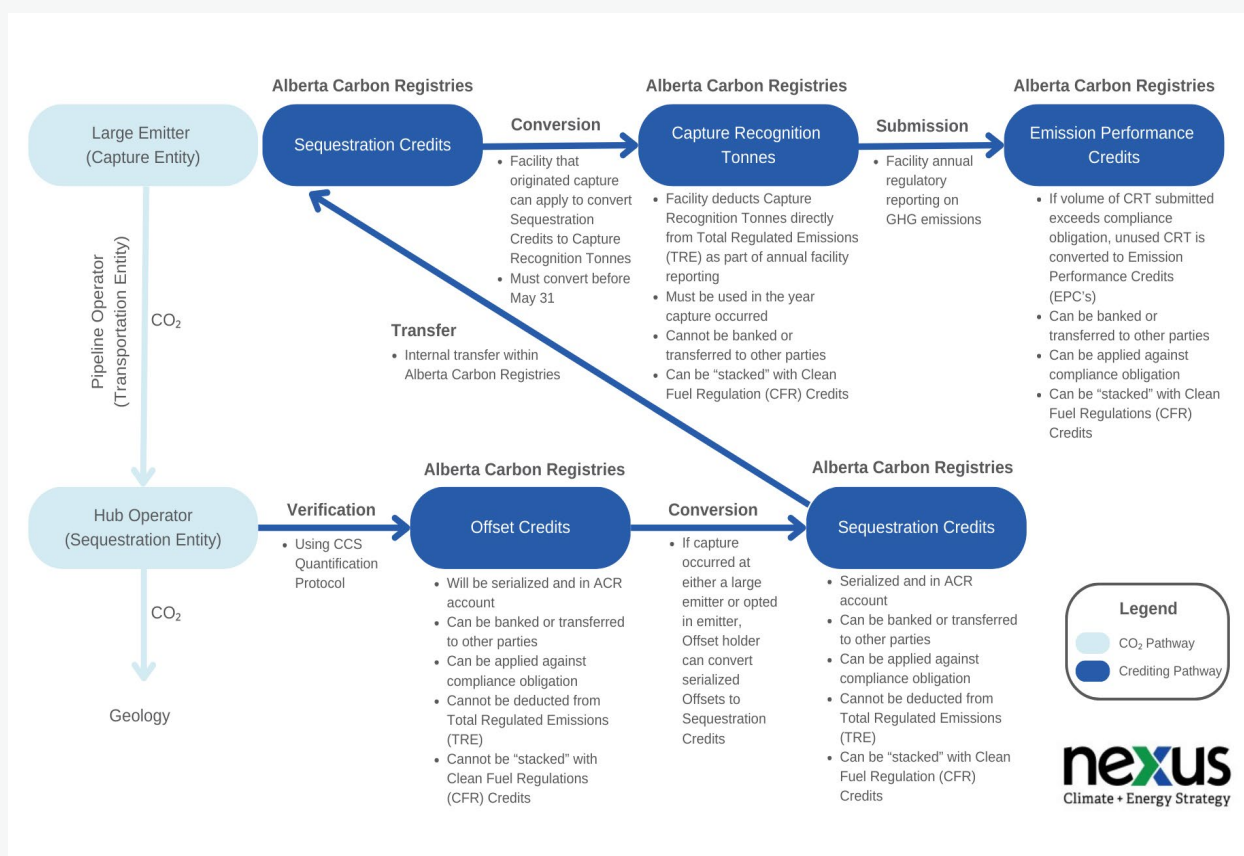 Alberta Carbon Registries
Alberta Carbon Registries
Alberta Carbon Registries
Large Emitter
(Capture Entity)
Sequestration Credits
Conversion
Capture Recognition
Tonnes
Submission
Emission Performance
Credits
• Facility that
originated capture
can apply to convert
Sequestration
Credits to Capture
Recognition Tonnes
• Must convert before
May 31
• Facility deducts Capture
Recognition Tonnes directly
from Total Regulated Emissions
(TRE) as part of annual facility
reporting
• Must be used in the year
capture occurred
• Cannot be banked or
transferred to other parties
• Can be “stacked” with Clean
Fuel Regulation (CFR) Credits
• Facility annual
regulatory
reporting on
GHG emissions
• If volume of CRT submitted
exceeds compliance
obligation, unused CRT is
converted to Emission
Performance Credits
(EPC’s)
• Can be banked or
transferred to other parties
• Can be applied against
compliance obligation
• Can be “stacked” with Clean
Fuel Regulations (CFR)
Credits
Pipeline Operator
(Transportation Entity)
CO₂
Transfer
• Internal transfer within
Alberta Carbon Registries
Alberta Carbon Registries
Alberta Carbon Registries
Hub Operator
(Sequestration Entity)
Verification
• Using CCS
Quantification
Protocol
Offset Credits
Conversion
Sequestration Credits
• Will be serialized and in ACR
account
• Can be banked or transferred
to other parties
• Can be applied against
compliance obligation
• Cannot be deducted from
Total Regulated Emissions
(TRE)
• Cannot be “stacked” with
Clean Fuel Regulations
(CFR) Credits
• If capture
occurred at
either a large
emitter or opted
in emitter,
Offset holder
can convert
serialized
Offsets to
Sequestration
Credits
• Serialized and in ACR
account
• Can be banked or transferred
to other parties
• Can be applied against
compliance obligation
• Cannot be deducted from
Total Regulated Emissions
(TRE)
• Can be “stacked” with Clean
Fuel Regulation (CFR)
Credits
CO₂
Geology
Legend
CO₂ Pathway
Crediting Pathway
nexus
Climate + Energy Strategy